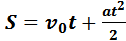 S = v₀t + at²/2